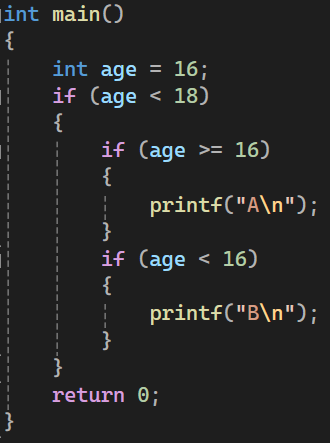 int main()
{
    int age = 16;
    if (age < 18)
    {
        if (age >= 16)
        {
            printf("A\n");
        }
        if (age < 16)
        {
            printf("B\n");
        }
    }
    return 0;
}